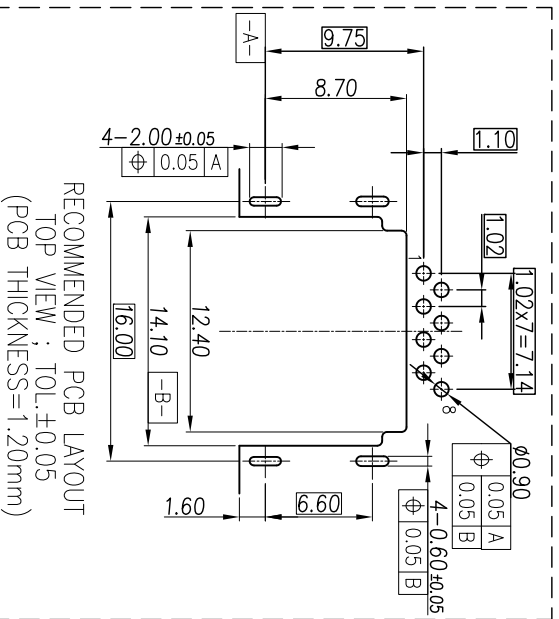 -A-
9.75
8.70
1.10
1.02
1.02x7=7.14
1
8
ø0.90
⌖ 0.05 A
0.05 B
4-2.00±0.05
⌖ 0.05 A
4-0.60±0.05
⌖ 0.05 B
12.40
14.10
-B-
16.00
1.60
6.60
RECOMMENDED PCB LAYOUT
TOP VIEW ; TOL.±0.05
(PCB THICKNESS=1.20mm)